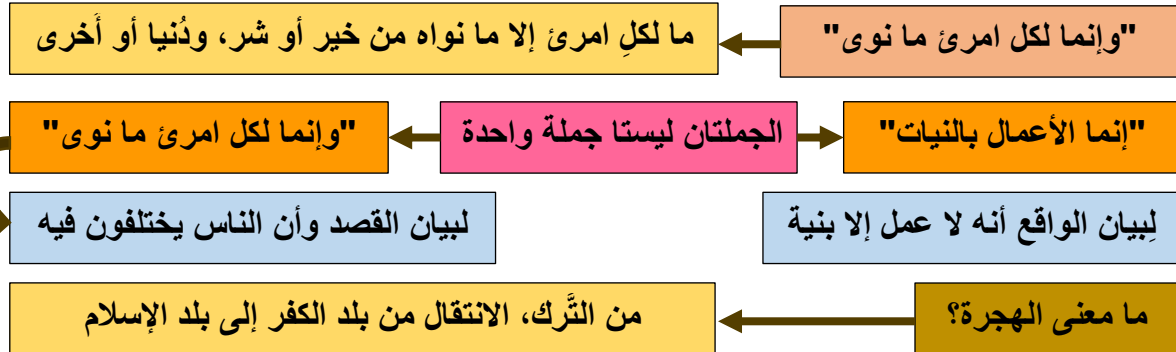 "وإنما لكل امرئ ما نوى"
ما لكلِ امرئ إلا ما نواه من خير أو شر، ودُنيا أو أَخرى
"إنما الأعمال بالنيات"
الجملتان ليستا جملة واحدة
"وإنما لكل امرئ ما نوى"
لِبيان الواقع أنه لا عمل إلا بنية
لبيان القصد وأن الناس يختلفون فيه
ما معنى الهجرة؟
من التَّرك، الانتقال من بلد الكفر إلى بلد الإسلام